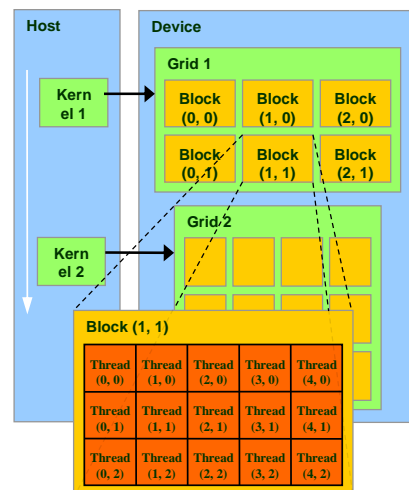 Host
Device
Grid 1
Kern
el 1
Block
(0, 0)
Block
(1, 0)
Block
(2, 0)
Block
(0, 1)
Block
(1, 1)
Block
(2, 1)
Grid 2
Kern
el 2
Block (1, 1)
Thread
(0, 0)
Thread
(1, 0)
Thread
(2, 0)
Thread
(3, 0)
Thread
(4, 0)
Thread
(0, 1)
Thread
(1, 1)
Thread
(2, 1)
Thread
(3, 1)
Thread
(4, 1)
Thread
(0, 2)
Thread
(1, 2)
Thread
(2, 2)
Thread
(3, 2)
Thread
(4, 2)